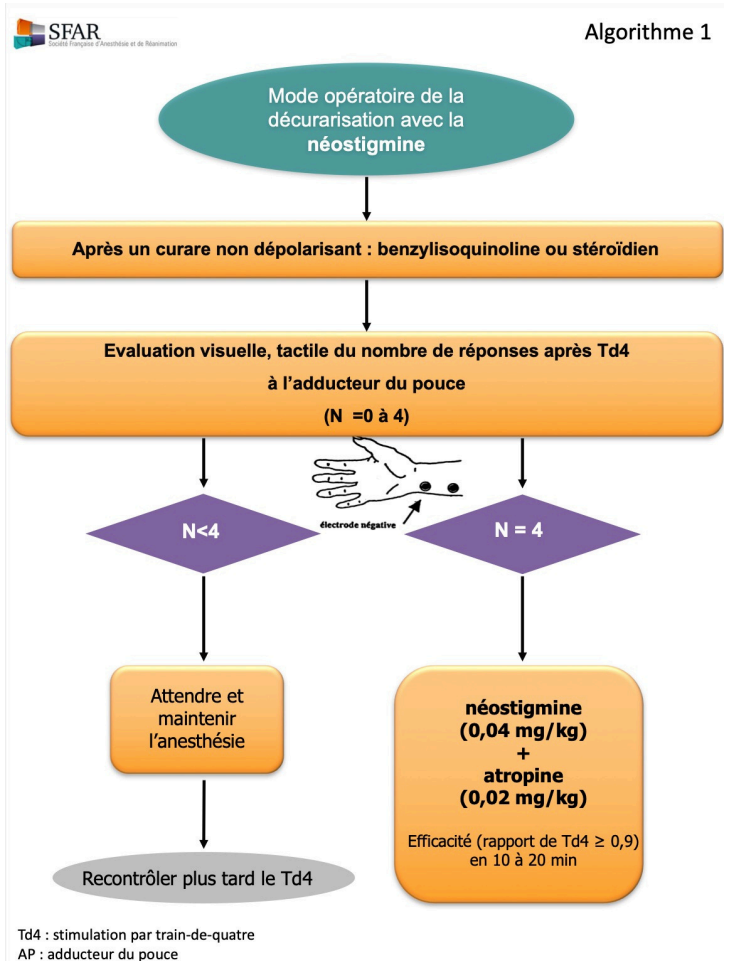 SFAR
Société Française d'Anesthésie et de Réanimation
Algorithme 1
Mode opératoire de la
décurarisation avec la
néostigmine
Après un curare non dépolarisant : benzylisoquinoline ou stéroïdien
Evaluation visuelle, tactile du nombre de réponses après Td4
à l'adducteur du pouce
(N =0 à 4)
électrode négative
N<4
N = 4
Attendre et
maintenir
l'anesthésie
néostigmine
(0,04 mg/kg)
+
atropine
(0,02 mg/kg)
Efficacité (rapport de Td4 ≥ 0,9)
en 10 à 20 min
Recontrôler plus tard le Td4
Td4 : stimulation par train-de-quatre
AP : adducteur du pouce